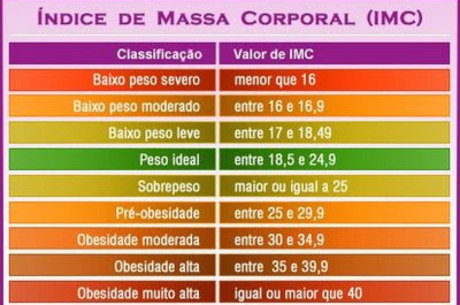 ÍNDICE DE MASSA CORPORAL (IMC)
Classificação Valor de IMC
Baixo peso severo menor que 16
Baixo peso moderado entre 16 e 16,9
Baixo peso leve entre 17 e 18,49
Peso ideal entre 18,5 e 24,9
Sobrepeso maior ou igual a 25
Pré-obesidade entre 25 e 29,9
Obesidade moderada entre 30 e 34,9
Obesidade alta entre 35 e 39,9
Obesidade muito alta igual ou maior que 40